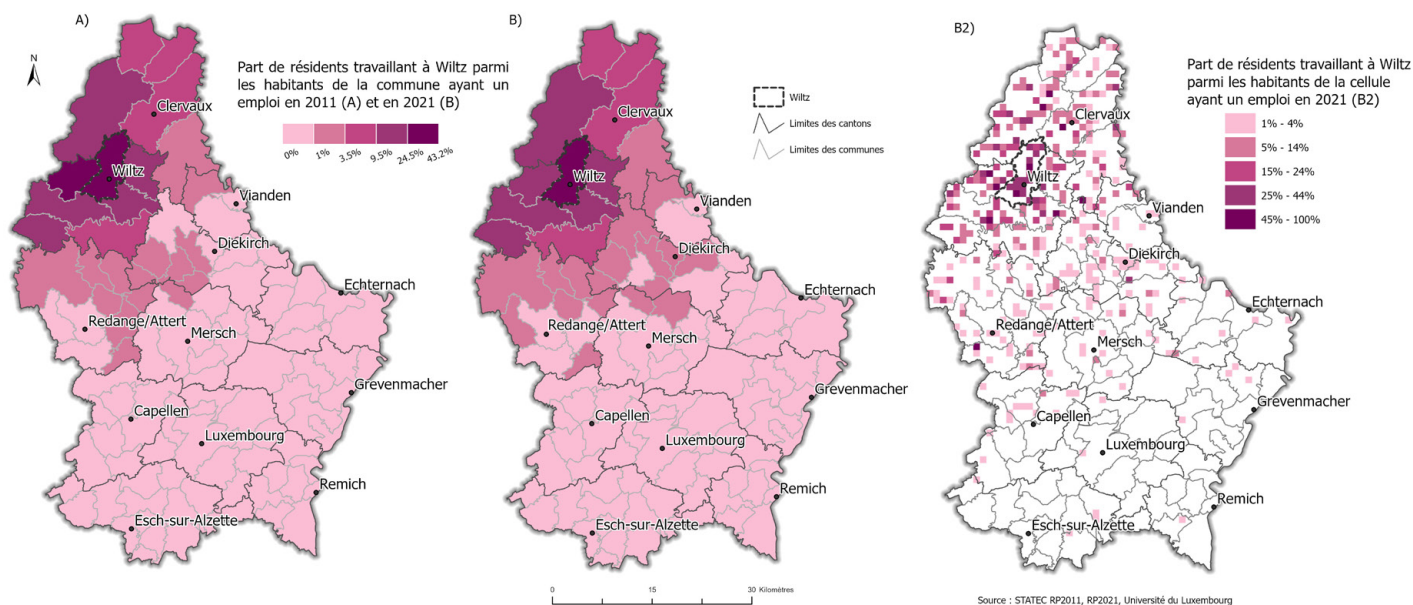 A)
N
Part de résidents travaillant à Wiltz parmi
les habitants de la commune ayant un
emploi en 2011 (A) et en 2021 (B)
0%
1%
3.5%
9.5%
24.5%
43.2%
Clervaux
Wiltz
Vianden
Diekirch
Echternach
Redange/Attert
Mersch
Grevenmacher
Capellen
Luxembourg
Remich
Esch-sur-Alzette
B)
Wiltz
Limites des cantons
Limites des communes
Clervaux
Wiltz
Vianden
Diekirch
Echternach
Redange/Attert
Mersch
Grevenmacher
Capellen
Luxembourg
Remich
Esch-sur-Alzette
0 15 30 Kilomètres
B2)
Part de résidents travaillant à Wiltz
parmi les habitants de la cellule
ayant un emploi en 2021 (B2)
1% - 4%
5% - 14%
15% - 24%
25% - 44%
45% - 100%
Clervaux
Wiltz
Vianden
Diekirch
Echternach
Redange/Attert
Mersch
Grevenmacher
Capellen
Luxembourg
Remich
Esch-sur-Alzette
Source : STATEC RP2011, RP2021, Université du Luxembourg